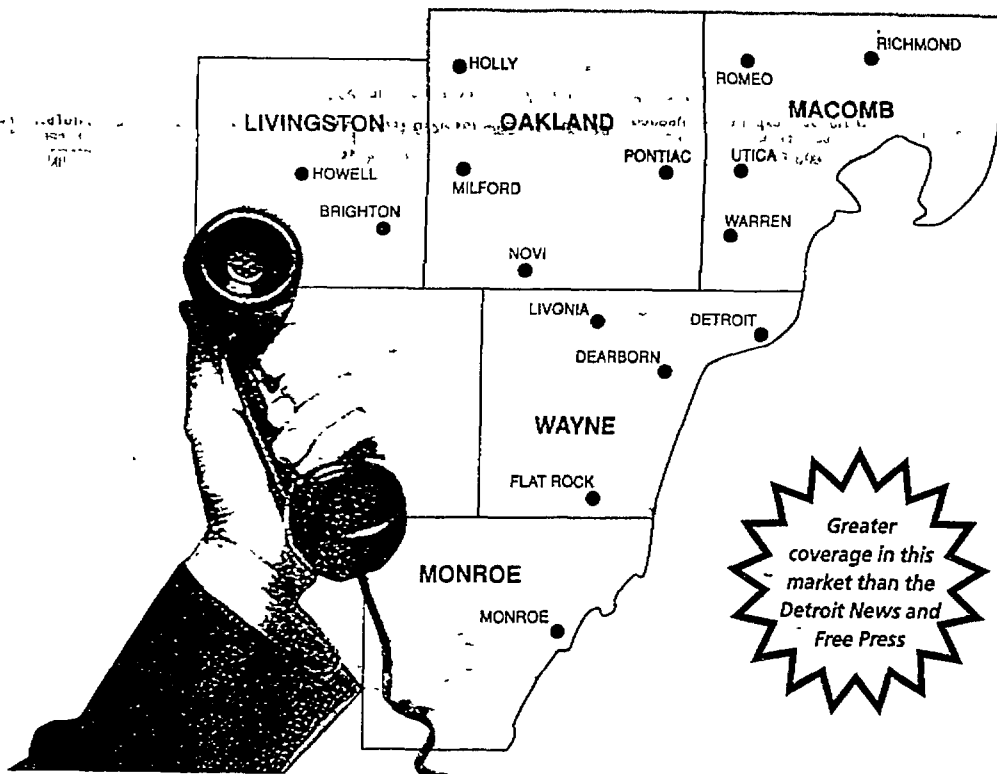 RICHMOND
HOLLY
ROMEO
MACOMB
LIVINGSTON
OAKLAND
PONTIAC
UTICA
HOWELL
MILFORD
BRIGHTON
WARREN
NOVI
LIVONIA
DETROIT
DEARBORN
WAYNE
FLAT ROCK
MONROE
MONROE
Greater
coverage in this
market than the
Detroit News and
Free Press